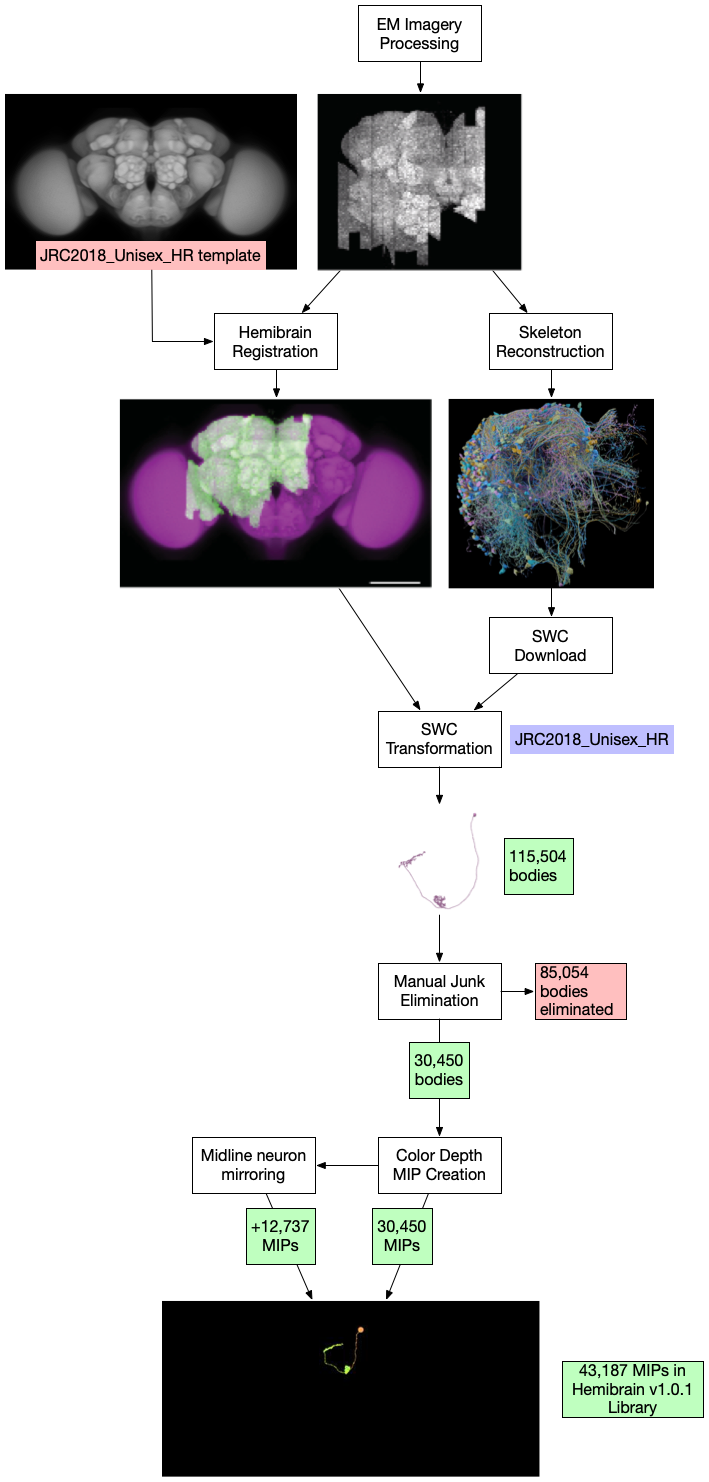 EM Imagery
Processing
JRC2018_Unisex_HR template
Hemibrain
Registration
Skeleton
Reconstruction
SWC
Download
SWC
Transformation
JRC2018_Unisex_HR
115,504
bodies
Manual Junk
Elimination
85,054
bodies
eliminated
30,450
bodies
Midline neuron
mirroring
Color Depth
MIP Creation
+12,737
MIPs
30,450
MIPs
43,187 MIPs in
Hemibrain v1.0.1
Library